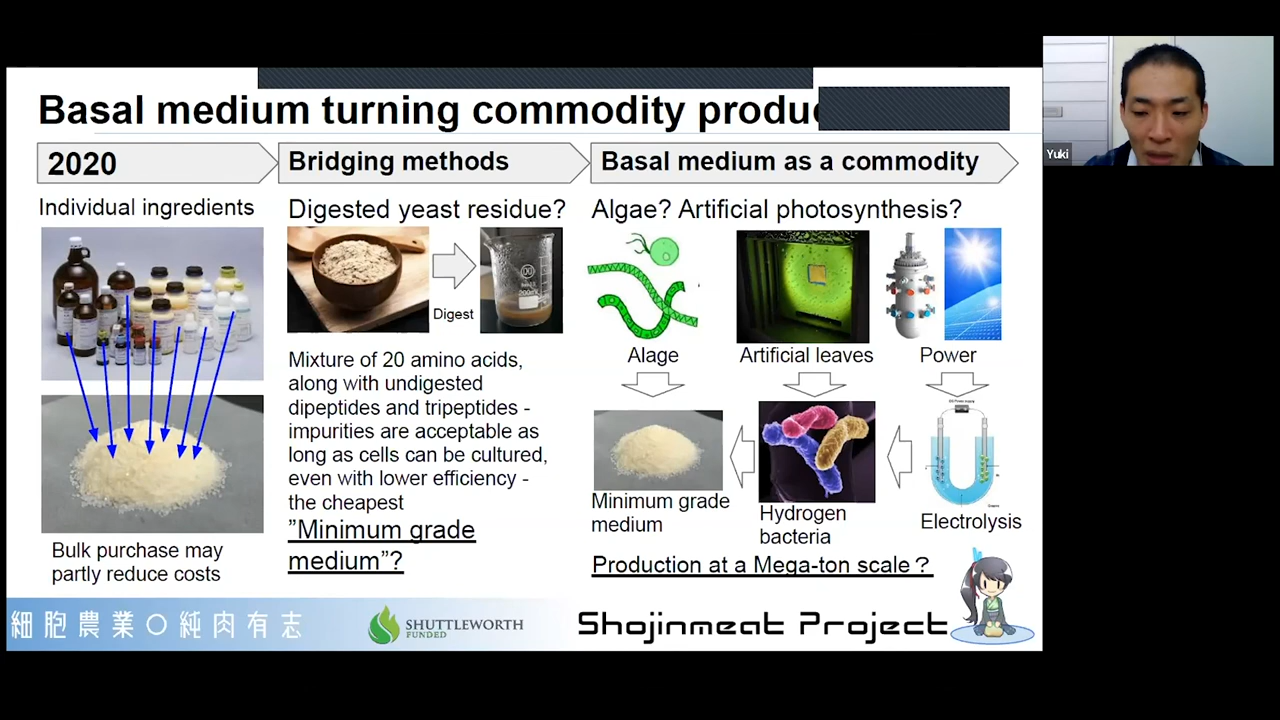 Basal medium turning commodity produ
2020
Bridging methods
Basal medium as a commodity
Individual ingredients
Digested yeast residue?
Algae? Artificial photosynthesis?
Digest
Alage
Artificial leaves
Power
Mixture of 20 amino acids,
along with undigested
dipeptides and tripeptides -
impurities are acceptable as
long as cells can be cultured,
even with lower efficiency -
the cheapest
”Minimum grade
medium”?
Minimum grade
medium
Hydrogen
bacteria
Electrolysis
Bulk purchase may
partly reduce costs
Production at a Mega-ton scale？
細胞農業〇純肉有志
SHUTTLEWORTH
FUNDED
Shojinmeat Project
Yuki